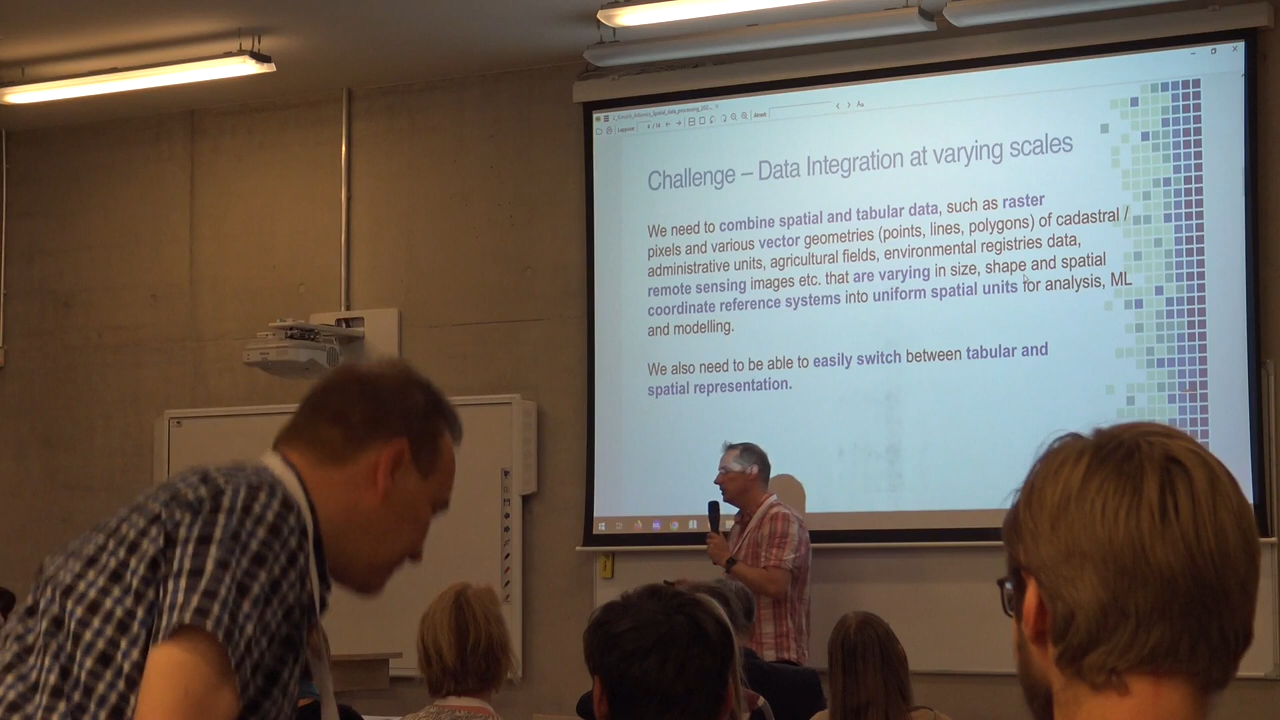 Challenge – Data Integration at varying scales
We need to combine spatial and tabular data, such as raster
pixels and various vector geometries (points, lines, polygons) of cadastral /
administrative units, agricultural fields, environmental registries data,
remote sensing images etc. that are varying in size, shape and spatial
coordinate reference systems into uniform spatial units for analysis, ML
and modelling.
We also need to be able to easily switch between tabular and
spatial representation.